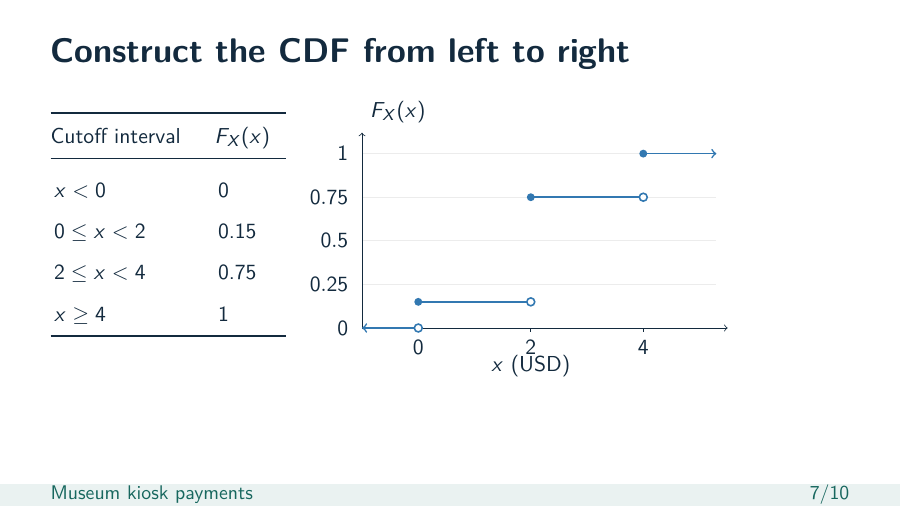 Construct the CDF from left to right
Cutoff interval F_X(x)
x < 0 0
0 ≤ x < 2 0.15
2 ≤ x < 4 0.75
x ≥ 4 1
F_X(x)
1
0.75
0.5
0.25
0
0 2 4
x (USD)
Museum kiosk payments 7/10